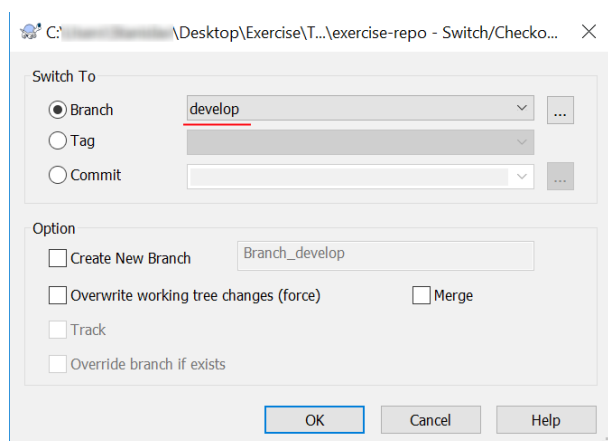 C:\ \Desktop\Exercise\T...\exercise-repo - Switch/Checko...
Switch To
Branch
develop
...
Tag
Commit
...
Option
Create New Branch
Branch_develop
Overwrite working tree changes (force)
Merge
Track
Override branch if exists
OK
Cancel
Help